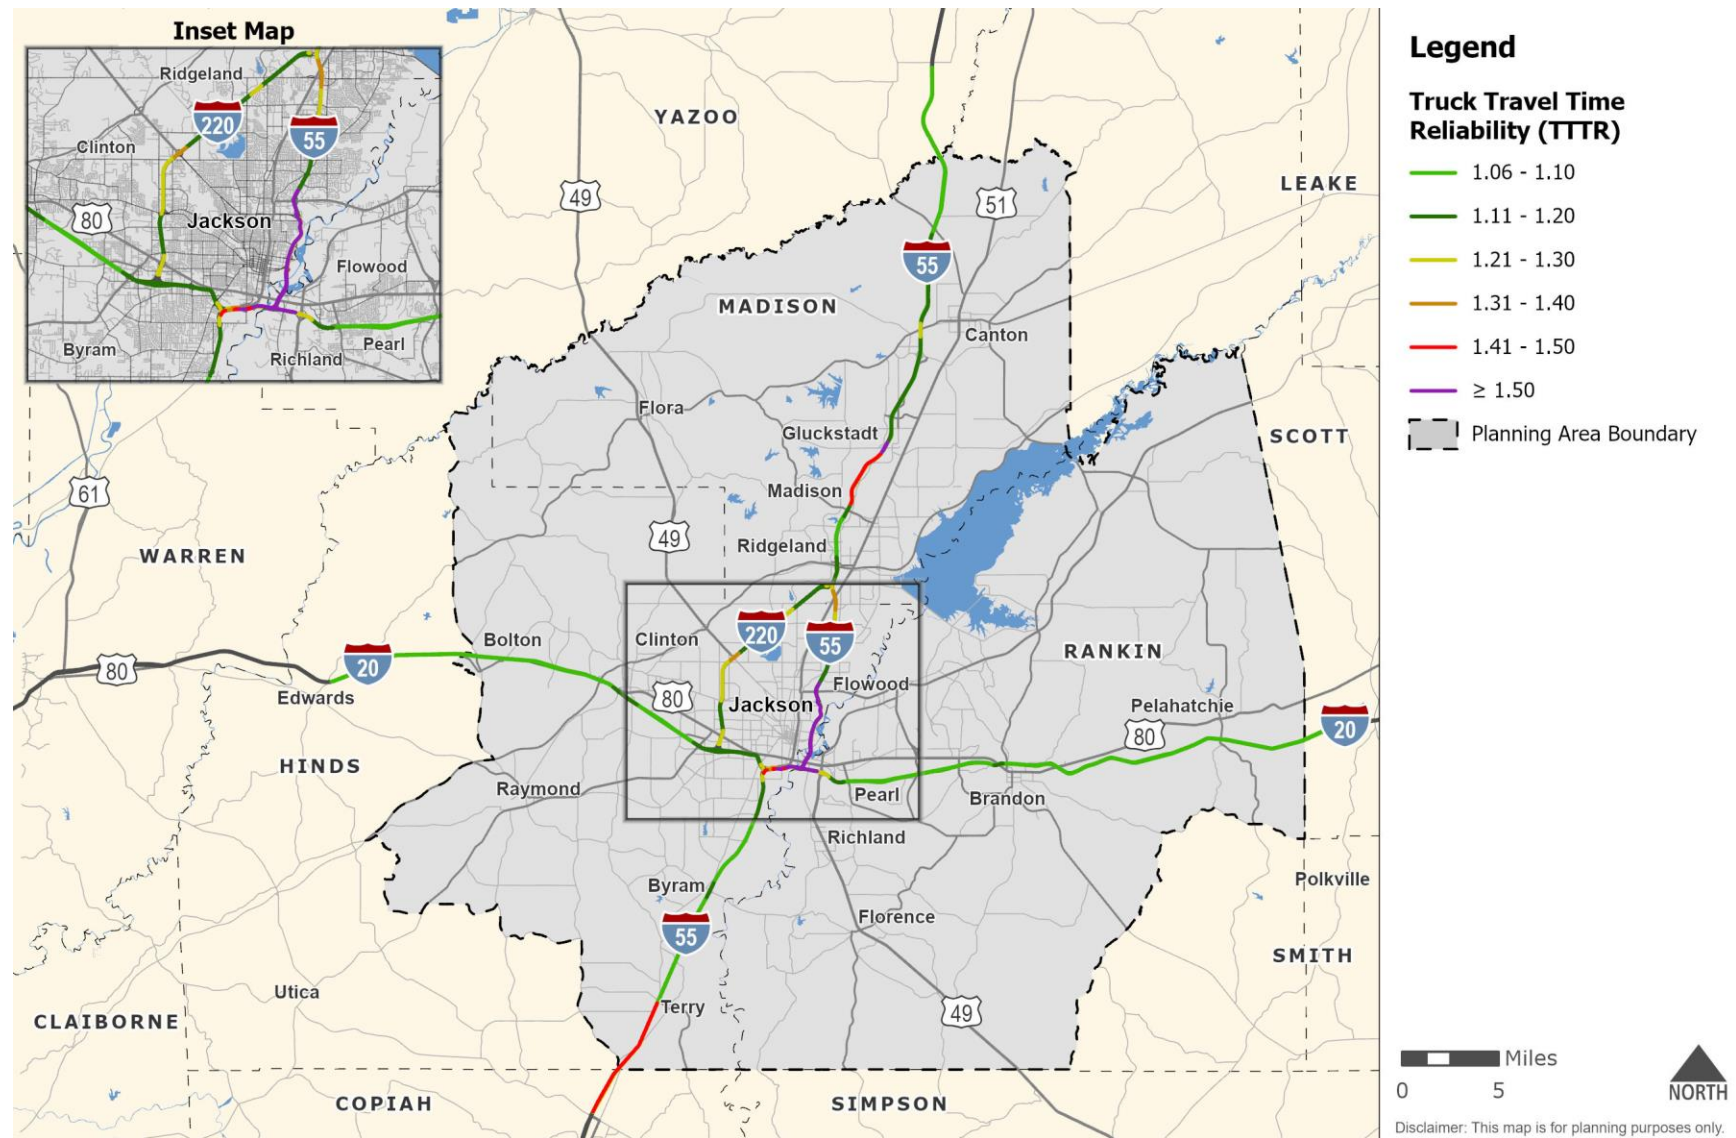 Inset Map
Ridgeland
220
55
Clinton
80
Jackson
Flowood
Byram
Richland
Pearl
YAZOO
49
51
LEAKE
55
MADISON
Canton
Flora
Gluckstadt
SCOTT
61
Madison
49
Ridgeland
WARREN
Bolton
Clinton
220
55
RANKIN
80
20
Edwards
80
Flowood
Jackson
Pelahatchie
80
20
HINDS
Raymond
Pearl
Brandon
Richland
Byram
Polkville
55
Florence
SMITH
Utica
Terry
49
CLAIBORNE
COPIAH
SIMPSON
Legend
Truck Travel Time
Reliability (TTTR)
1.06 - 1.10
1.11 - 1.20
1.21 - 1.30
1.31 - 1.40
1.41 - 1.50
≥ 1.50
Planning Area Boundary
Miles
0 5
NORTH
Disclaimer: This map is for planning purposes only.